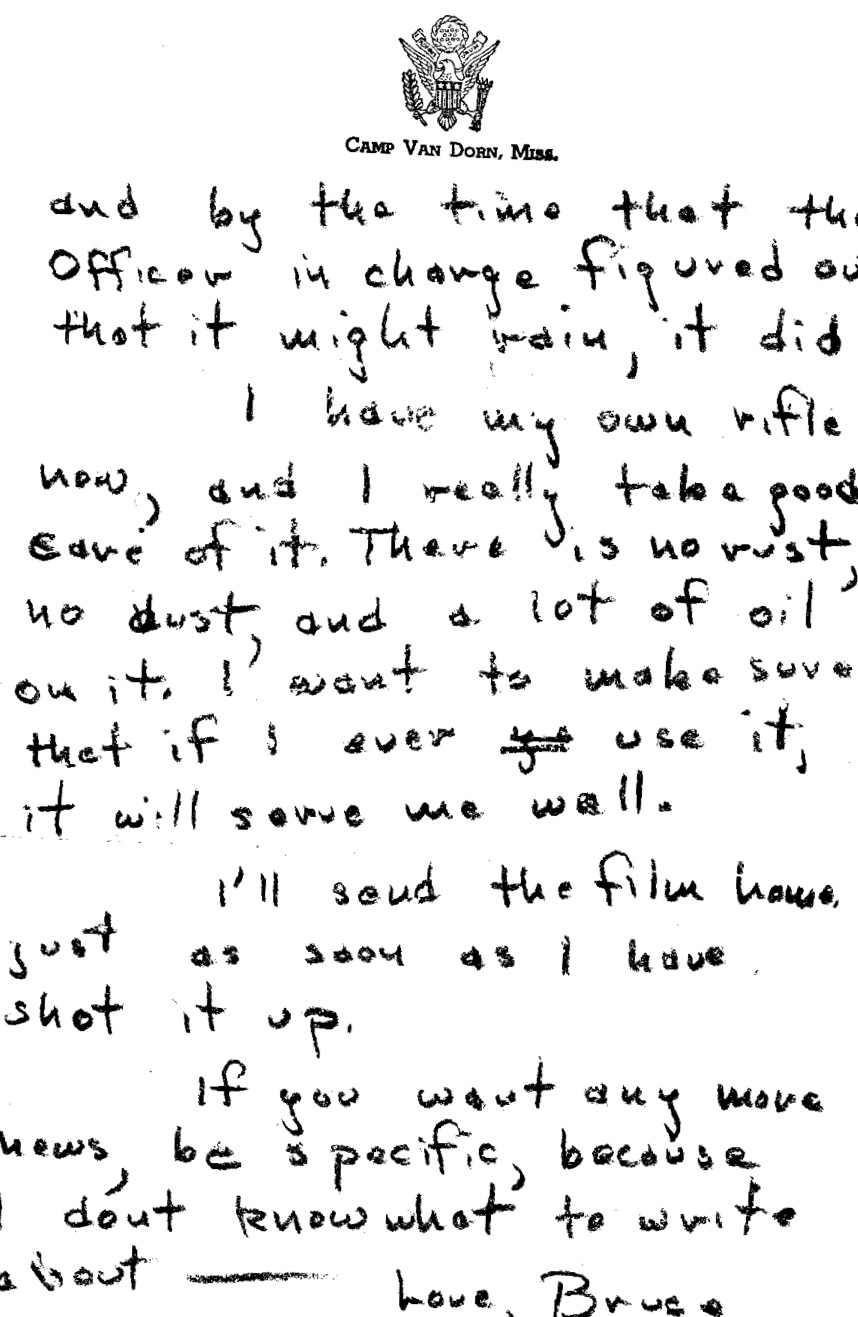 CAMP VAN DORN, MISS.
and by the time that the
Officer in charge figured ou
that it might rain, it did
I have my own rifle
now, and I really take good
care of it. There is no rust,
no dust, and a lot of oil
on it. I want to make sure
that if I ever ye use it,
it will serve me well.
I'll send the film home
just as soon as I have
shot it up.
If you want any more
news, be specific, because
I don't know what to write
about —
Love, Bruce